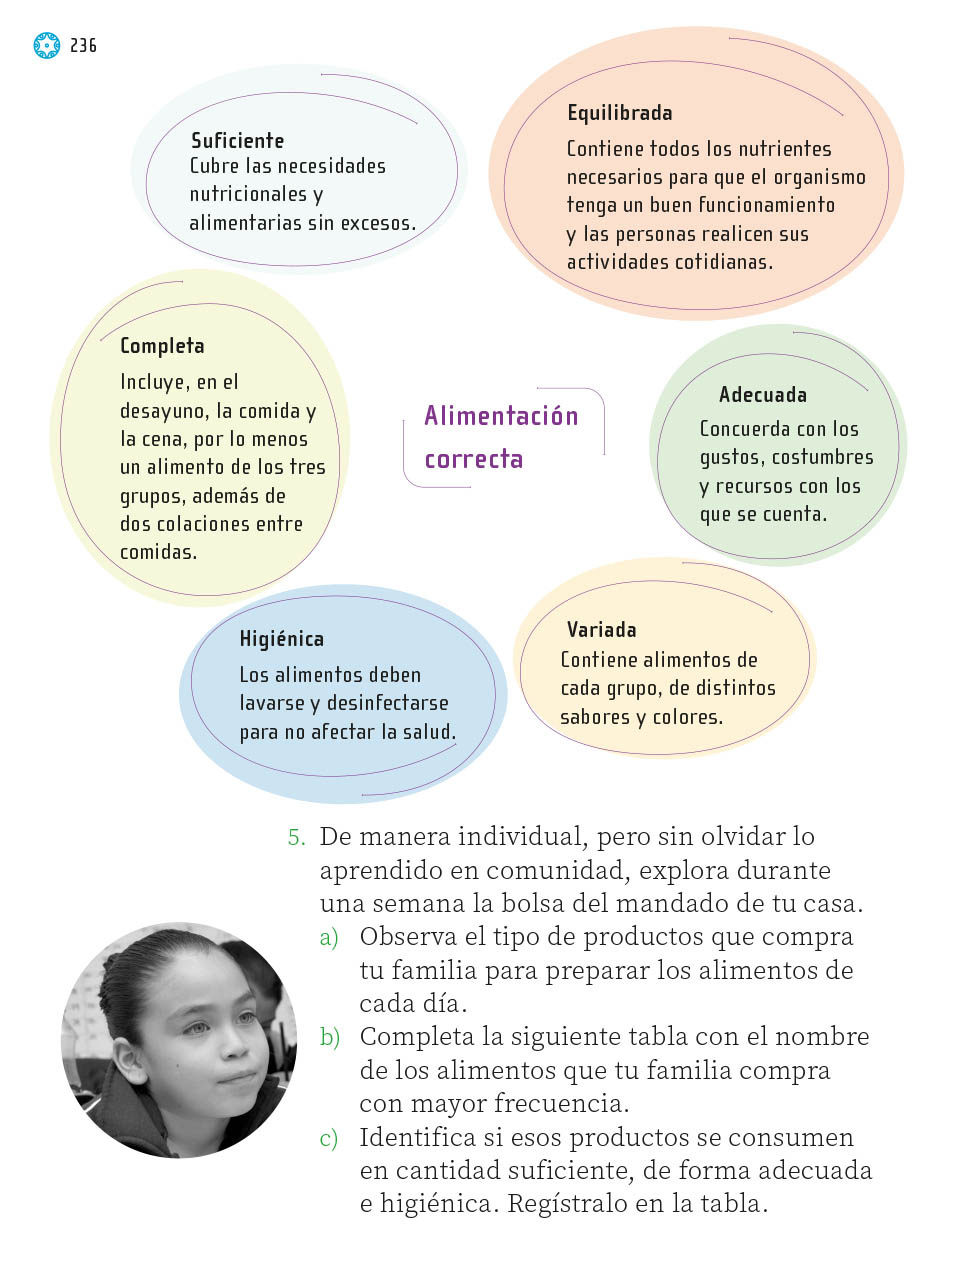 236
Suficiente
Cubre las necesidades
nutricionales y
alimentarias sin excesos.
Equilibrada
Contiene todos los nutrientes
necesarios para que el organismo
tenga un buen funcionamiento
y las personas realicen sus
actividades cotidianas.
Completa
Incluye, en el
desayuno, la comida y
la cena, por lo menos
un alimento de los tres
grupos, además de
dos colaciones entre
comidas.
Alimentación
correcta
Adecuada
Concuerda con los
gustos, costumbres
y recursos con los
que se cuenta.
Higiénica
Los alimentos deben
lavarse y desinfectarse
para no afectar la salud.
Variada
Contiene alimentos de
cada grupo, de distintos
sabores y colores.
5. De manera individual, pero sin olvidar lo
aprendido en comunidad, explora durante
una semana la bolsa del mandado de tu casa.
a) Observa el tipo de productos que compra
tu familia para preparar los alimentos de
cada día.
b) Completa la siguiente tabla con el nombre
de los alimentos que tu familia compra
con mayor frecuencia.
c) Identifica si esos productos se consumen
en cantidad suficiente, de forma adecuada
e higiénica. Regístralo en la tabla.